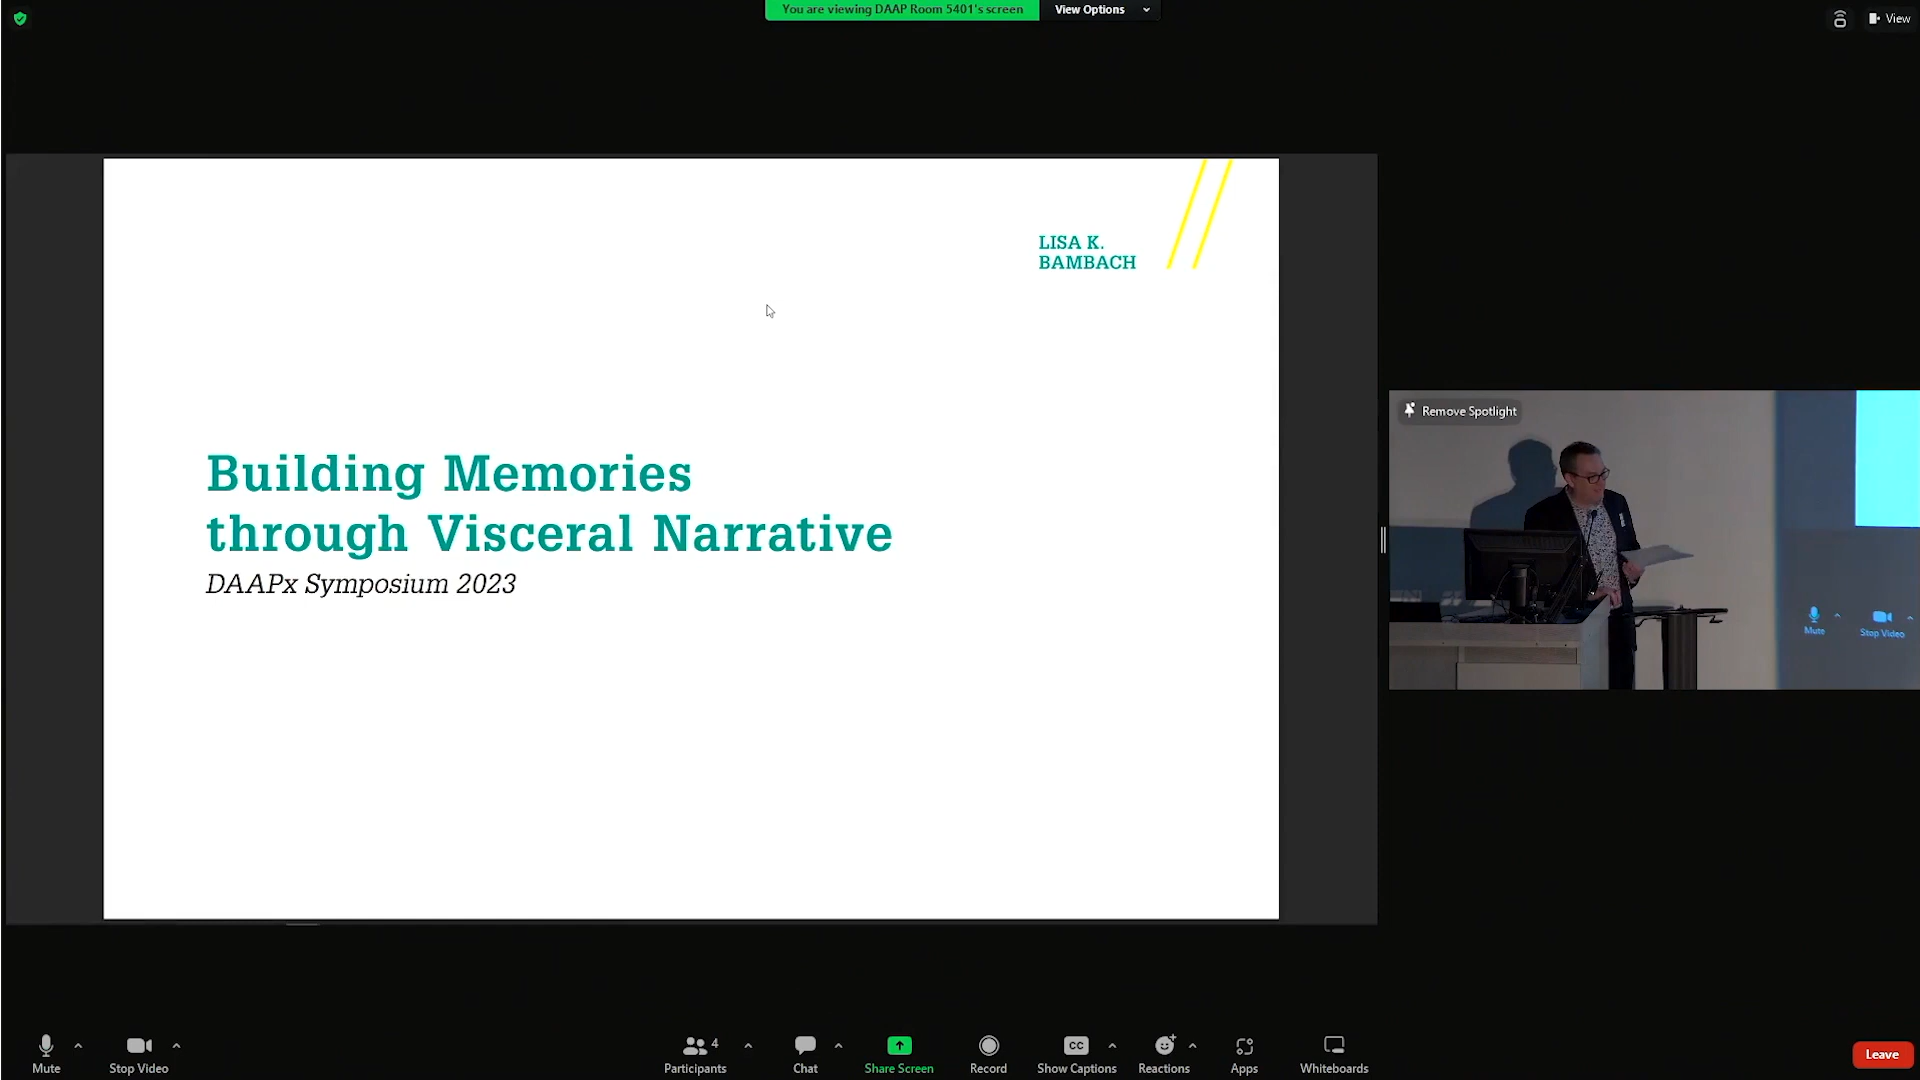 You are viewing DAAP Room 5401's screen
View Options
View
LISA K.
BAMBACH
Building Memories
through Visceral Narrative
DAAPx Symposium 2023
Remove Spotlight
Mute
Stop Video
Mute
Stop Video
4
Participants
Chat
Share Screen
Record
CC
Show Captions
Reactions
Apps
Whiteboards
Leave